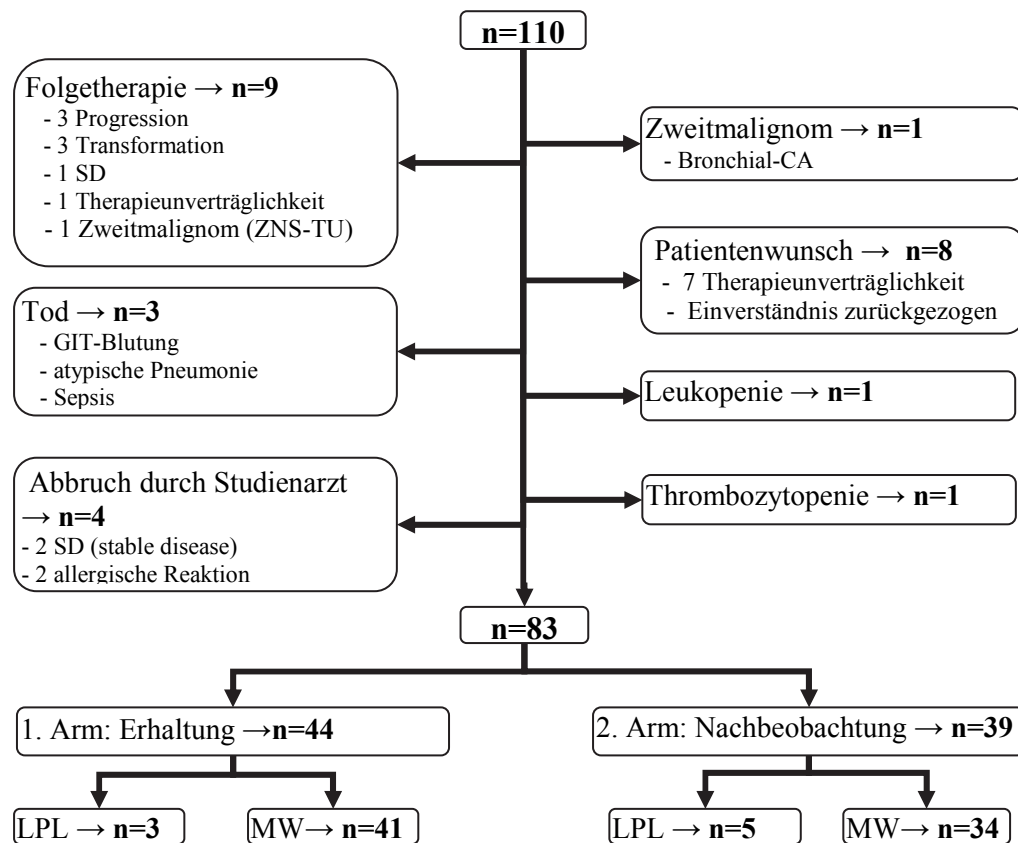 n=110
Folgetherapie → n=9
- 3 Progression
- 3 Transformation
- 1 SD
- 1 Therapieunverträglichkeit
- 1 Zweitmalignom (ZNS-TU)
Zweitmalignom → n=1
- Bronchial-CA
Patientenwunsch → n=8
- 7 Therapieunverträglichkeit
- Einverständnis zurückgezogen
Tod → n=3
- GIT-Blutung
- atypische Pneumonie
- Sepsis
Leukopenie → n=1
Abbruch durch Studienarzt
→ n=4
- 2 SD (stable disease)
- 2 allergische Reaktion
Thrombozytopenie → n=1
n=83
1. Arm: Erhaltung →n=44
2. Arm: Nachbeobachtung → n=39
LPL → n=3
MW→ n=41
LPL → n=5
MW→ n=34